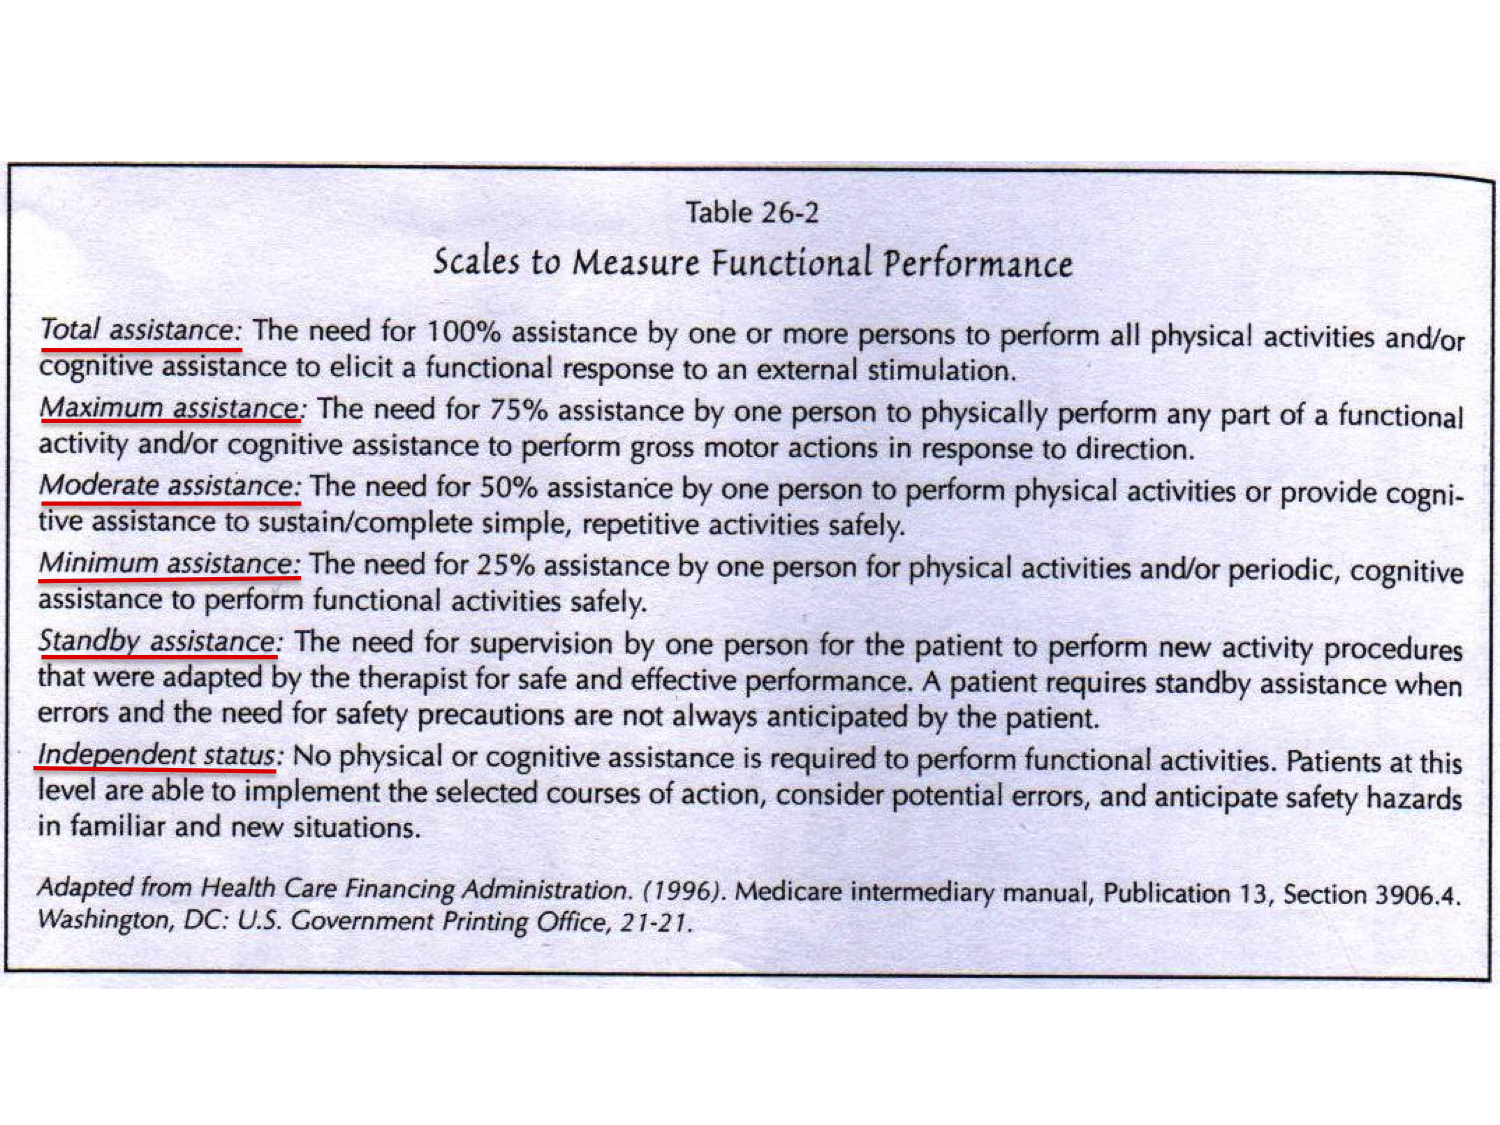 Table 26-2
Scales to Measure Functional Performance
Total assistance: The need for 100% assistance by one or more persons to perform all physical activities and/or
cognitive assistance to elicit a functional response to an external stimulation.
Maximum assistance: The need for 75% assistance by one person to physically perform any part of a functional
activity and/or cognitive assistance to perform gross motor actions in response to direction.
Moderate assistance: The need for 50% assistance by one person to perform physical activities or provide cogni-
tive assistance to sustain/complete simple, repetitive activities safely.
Minimum assistance: The need for 25% assistance by one person for physical activities and/or periodic, cognitive
assistance to perform functional activities safely.
Standby assistance: The need for supervision by one person for the patient to perform new activity procedures
that were adapted by the therapist for safe and effective performance. A patient requires standby assistance when
errors and the need for safety precautions are not always anticipated by the patient.
Independent status: No physical or cognitive assistance is required to perform functional activities. Patients at this
level are able to implement the selected courses of action, consider potential errors, and anticipate safety hazards
in familiar and new situations.
Adapted from Health Care Financing Administration. (1996). Medicare intermediary manual, Publication 13, Section 3906.4.
Washington, DC: U.S. Government Printing Office, 21-21.